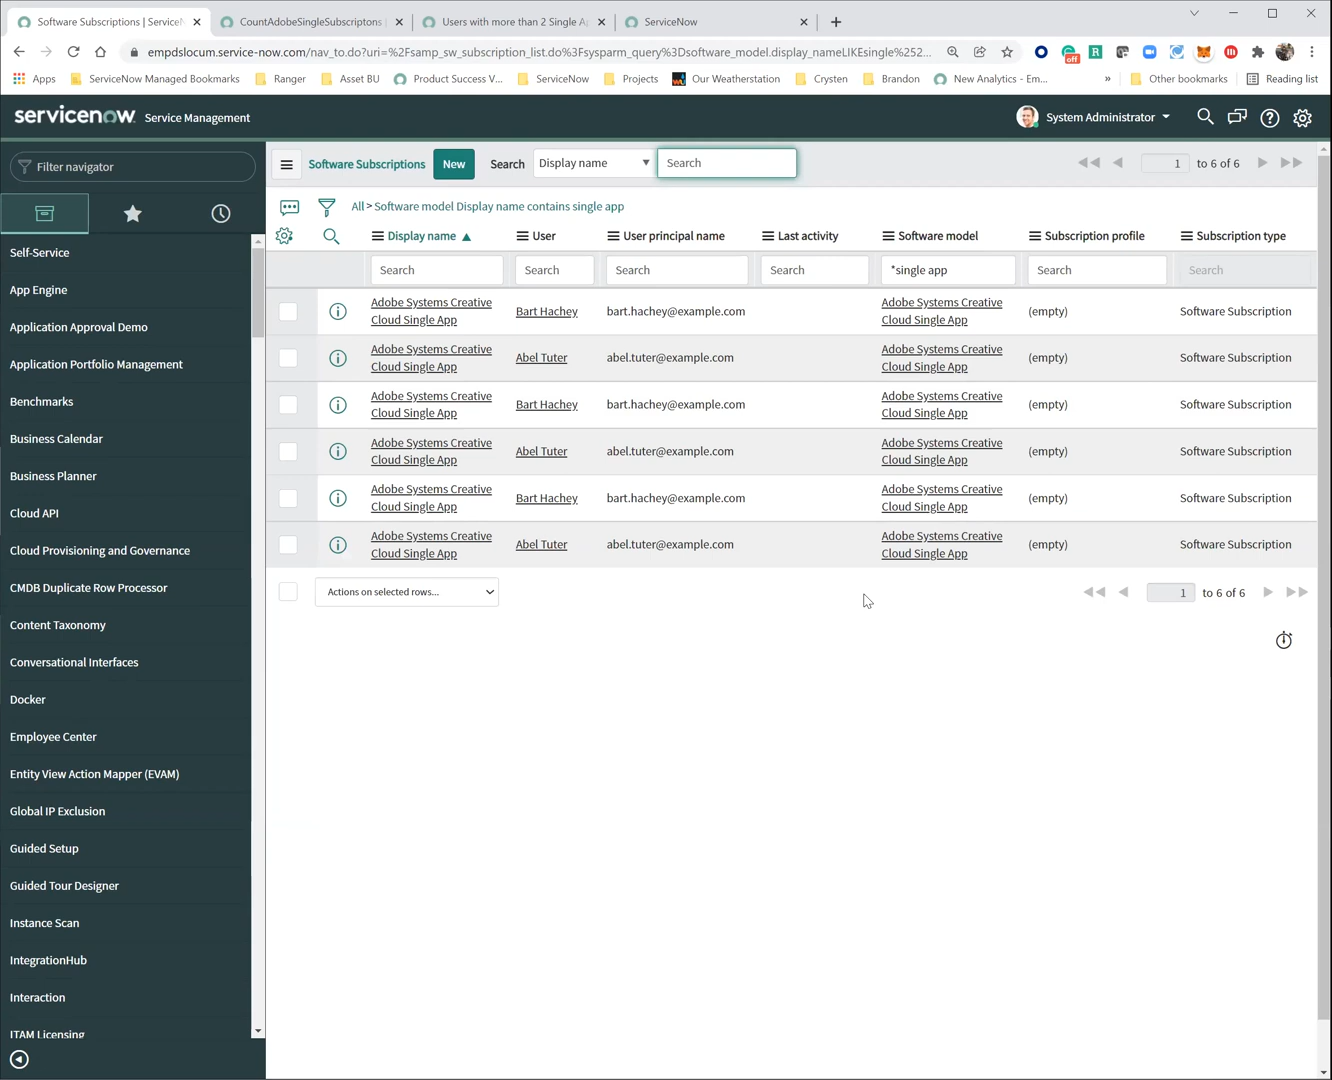 Software Subscriptions | Service
CountAdobeSingleSubscriptons |
Users with more than 2 Single A
ServiceNow
empdslocum.service-now.com/nav_to.do?uri=%2Fsamp_sw_subscription_list.do%3Fsysparm_query%3Dsoftware_model.display_nameLIKEsingle%252...
off
Apps
ServiceNow Managed Bookmarks
Ranger
Asset BU
Product Success V...
ServiceNow
Projects
Our Weatherstation
Crysten
Brandon
New Analytics - Em...
»
Other bookmarks
Reading list
servicenow Service Management
System Administrator
Filter navigator
Software Subscriptions
New
Search
Display name
Search
1 to 6 of 6
All > Software model Display name contains single app
Display name ▲
User
User principal name
Last activity
Software model
Subscription profile
Subscription type
Search
Search
Search
Search
*single app
Search
Search
Adobe Systems Creative Cloud Single App
Bart Hachey
bart.hachey@example.com
Adobe Systems Creative Cloud Single App
(empty)
Software Subscription
Adobe Systems Creative Cloud Single App
Abel Tuter
abel.tuter@example.com
Adobe Systems Creative Cloud Single App
(empty)
Software Subscription
Adobe Systems Creative Cloud Single App
Bart Hachey
bart.hachey@example.com
Adobe Systems Creative Cloud Single App
(empty)
Software Subscription
Adobe Systems Creative Cloud Single App
Abel Tuter
abel.tuter@example.com
Adobe Systems Creative Cloud Single App
(empty)
Software Subscription
Adobe Systems Creative Cloud Single App
Bart Hachey
bart.hachey@example.com
Adobe Systems Creative Cloud Single App
(empty)
Software Subscription
Adobe Systems Creative Cloud Single App
Abel Tuter
abel.tuter@example.com
Adobe Systems Creative Cloud Single App
(empty)
Software Subscription
Actions on selected rows...
1 to 6 of 6
Self-Service
App Engine
Application Approval Demo
Application Portfolio Management
Benchmarks
Business Calendar
Business Planner
Cloud API
Cloud Provisioning and Governance
CMDB Duplicate Row Processor
Content Taxonomy
Conversational Interfaces
Docker
Employee Center
Entity View Action Mapper (EVAM)
Global IP Exclusion
Guided Setup
Guided Tour Designer
Instance Scan
IntegrationHub
Interaction
ITAM Licensing